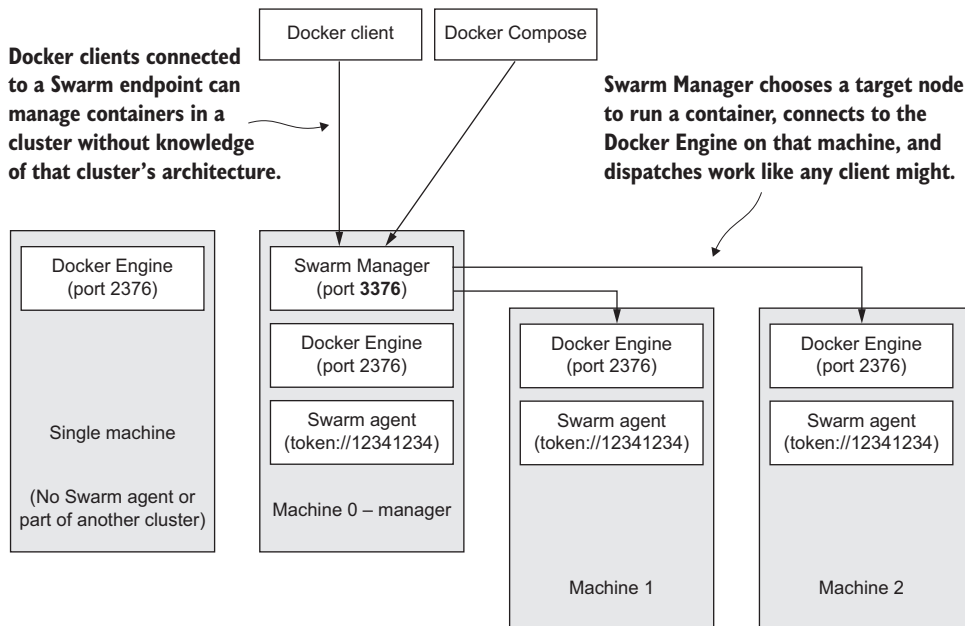 Docker client
Docker Compose
Docker clients connected
to a Swarm endpoint can
manage containers in a
cluster without knowledge
of that cluster's architecture.
Swarm Manager chooses a target node
to run a container, connects to the
Docker Engine on that machine, and
dispatches work like any client might.
Docker Engine
(port 2376)
Single machine
(No Swarm agent or
part of another cluster)
Swarm Manager
(port 3376)
Docker Engine
(port 2376)
Swarm agent
(token://12341234)
Machine 0 – manager
Docker Engine
(port 2376)
Swarm agent
(token://12341234)
Machine 1
Docker Engine
(port 2376)
Swarm agent
(token://12341234)
Machine 2